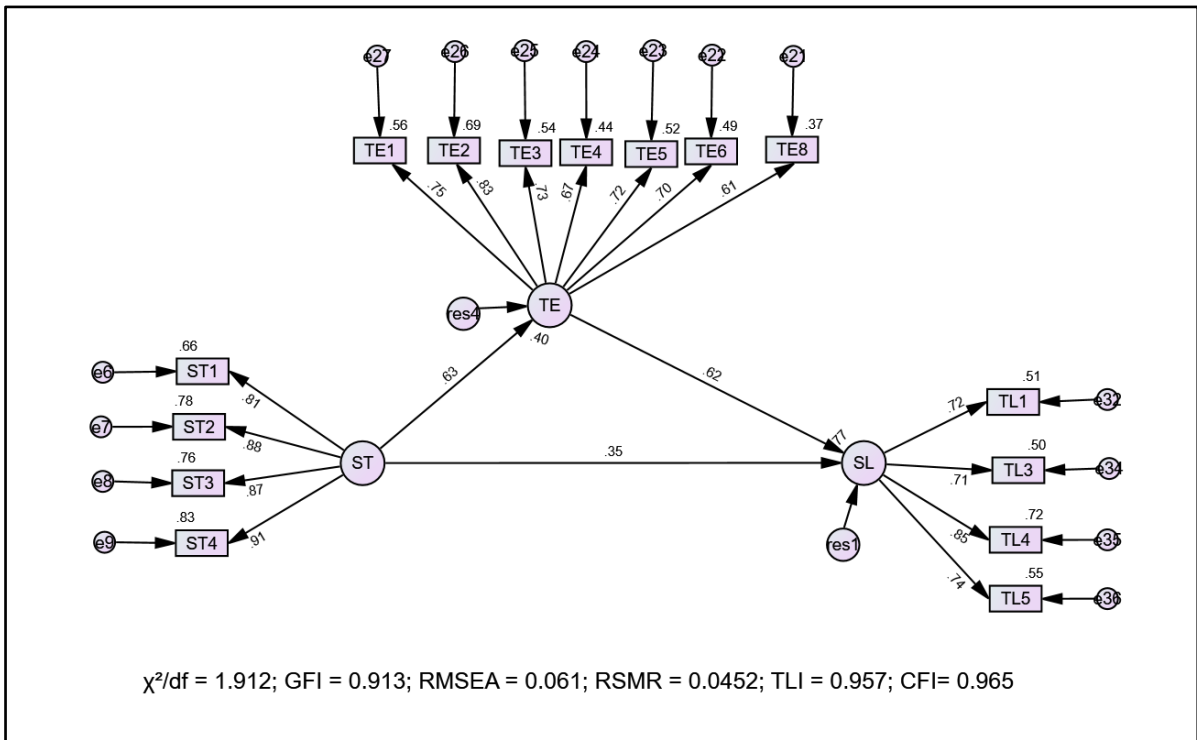 e27 e26 e25 e24 e23 e22 e21
.56 .69 .54 .44 .52 .49 .37
TE1 TE2 TE3 TE4 TE5 TE6 TE8
.75 .83 .73 .67 .72 .70 .61
res4 TE
.40
.66
e6 ST1
.63 .62
.81
.78
e7 ST2
.88
.51
.72 TL1 e32
.76
e8 ST3
.87
ST .35 .77 SL
.50
.71 TL3 e34
.83
e9 ST4
.91
res1
.72
.85 TL4 e35
.55
.74 TL5 e36
χ²/df = 1.912; GFI = 0.913; RMSEA = 0.061; RSMR = 0.0452; TLI = 0.957; CFI= 0.965